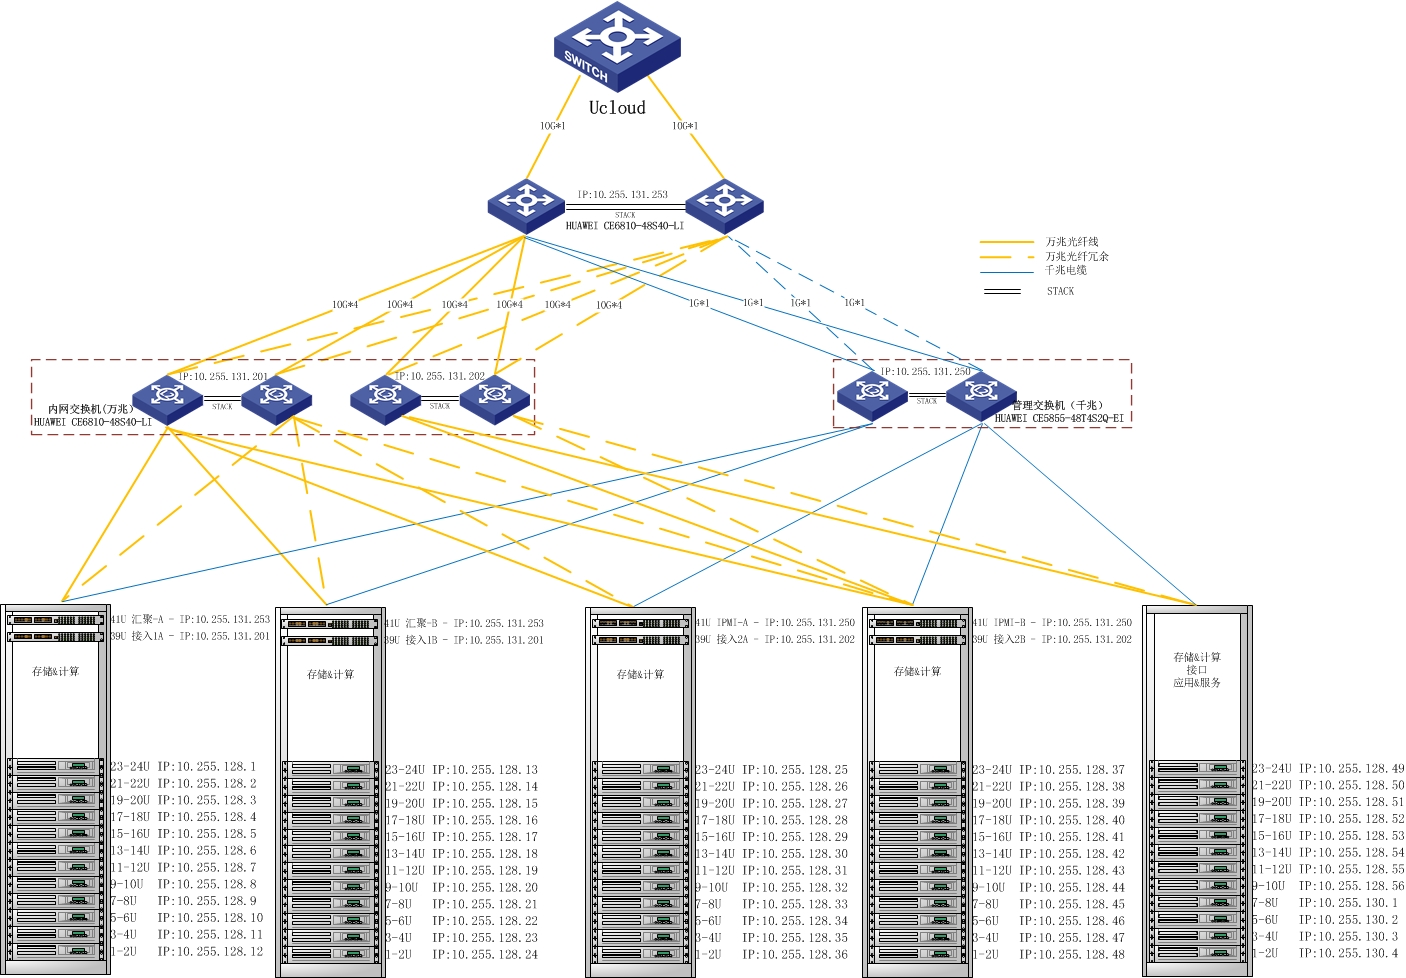 SWITCH
Ucloud
10G*1
10G*1
IP:10.255.131.253
STACK
HUAWEI CE6810-48S40-LI
万兆光纤线
万兆光纤冗余
千兆电缆
STACK
10G*4
10G*4
10G*4
10G*4
10G*4
10G*4
1G*1
1G*1
1G*1
1G*1
IP:10.255.131.201
STACK
IP:10.255.131.202
STACK
内网交换机(万兆)
HUAWEI CE6810-48S40-LI
IP:10.255.131.250
STACK
管理交换机（千兆）
HUAWEI CE5855-48T4S2Q-EI
41U 汇聚-A - IP:10.255.131.253
39U 接入1A - IP:10.255.131.201
存储&计算
23-24U IP:10.255.128.1
21-22U IP:10.255.128.2
19-20U IP:10.255.128.3
17-18U IP:10.255.128.4
15-16U IP:10.255.128.5
13-14U IP:10.255.128.6
11-12U IP:10.255.128.7
9-10U IP:10.255.128.8
7-8U IP:10.255.128.9
5-6U IP:10.255.128.10
3-4U IP:10.255.128.11
1-2U IP:10.255.128.12
41U 汇聚-B - IP:10.255.131.253
39U 接入1B - IP:10.255.131.201
存储&计算
23-24U IP:10.255.128.13
21-22U IP:10.255.128.14
19-20U IP:10.255.128.15
17-18U IP:10.255.128.16
15-16U IP:10.255.128.17
13-14U IP:10.255.128.18
11-12U IP:10.255.128.19
9-10U IP:10.255.128.20
7-8U IP:10.255.128.21
5-6U IP:10.255.128.22
3-4U IP:10.255.128.23
1-2U IP:10.255.128.24
41U IPMI-A - IP:10.255.131.250
39U 接入2A - IP:10.255.131.202
存储&计算
23-24U IP:10.255.128.25
21-22U IP:10.255.128.26
19-20U IP:10.255.128.27
17-18U IP:10.255.128.28
15-16U IP:10.255.128.29
13-14U IP:10.255.128.30
11-12U IP:10.255.128.31
9-10U IP:10.255.128.32
7-8U IP:10.255.128.33
5-6U IP:10.255.128.34
3-4U IP:10.255.128.35
1-2U IP:10.255.128.36
41U IPMI-B - IP:10.255.131.250
39U 接入2B - IP:10.255.131.202
存储&计算
23-24U IP:10.255.128.37
21-22U IP:10.255.128.38
19-20U IP:10.255.128.39
17-18U IP:10.255.128.40
15-16U IP:10.255.128.41
13-14U IP:10.255.128.42
11-12U IP:10.255.128.43
9-10U IP:10.255.128.44
7-8U IP:10.255.128.45
5-6U IP:10.255.128.46
3-4U IP:10.255.128.47
1-2U IP:10.255.128.48
存储&计算
接口
应用&服务
23-24U IP:10.255.128.49
21-22U IP:10.255.128.50
19-20U IP:10.255.128.51
17-18U IP:10.255.128.52
15-16U IP:10.255.128.53
13-14U IP:10.255.128.54
11-12U IP:10.255.128.55
9-10U IP:10.255.128.56
7-8U IP:10.255.130.1
5-6U IP:10.255.130.2
3-4U IP:10.255.130.3
1-2U IP:10.255.130.4